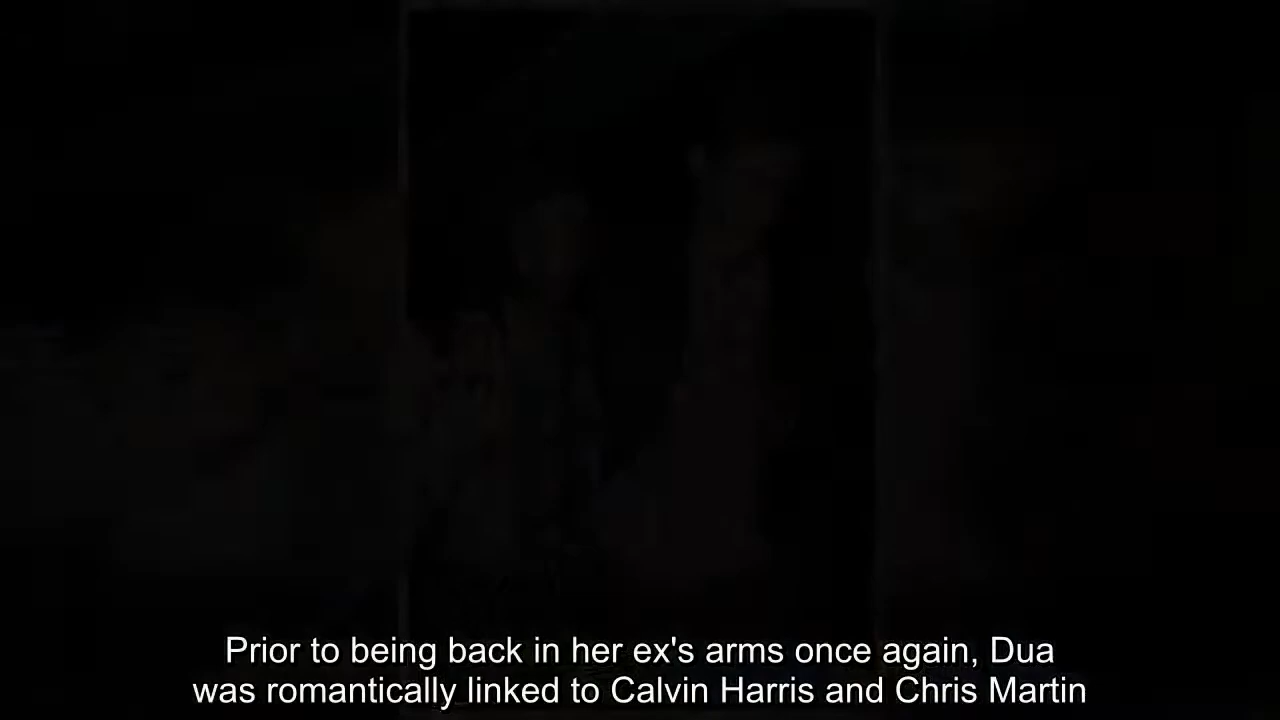 Prior to being back in her ex's arms once again, Dua
was romantically linked to Calvin Harris and Chris Martin